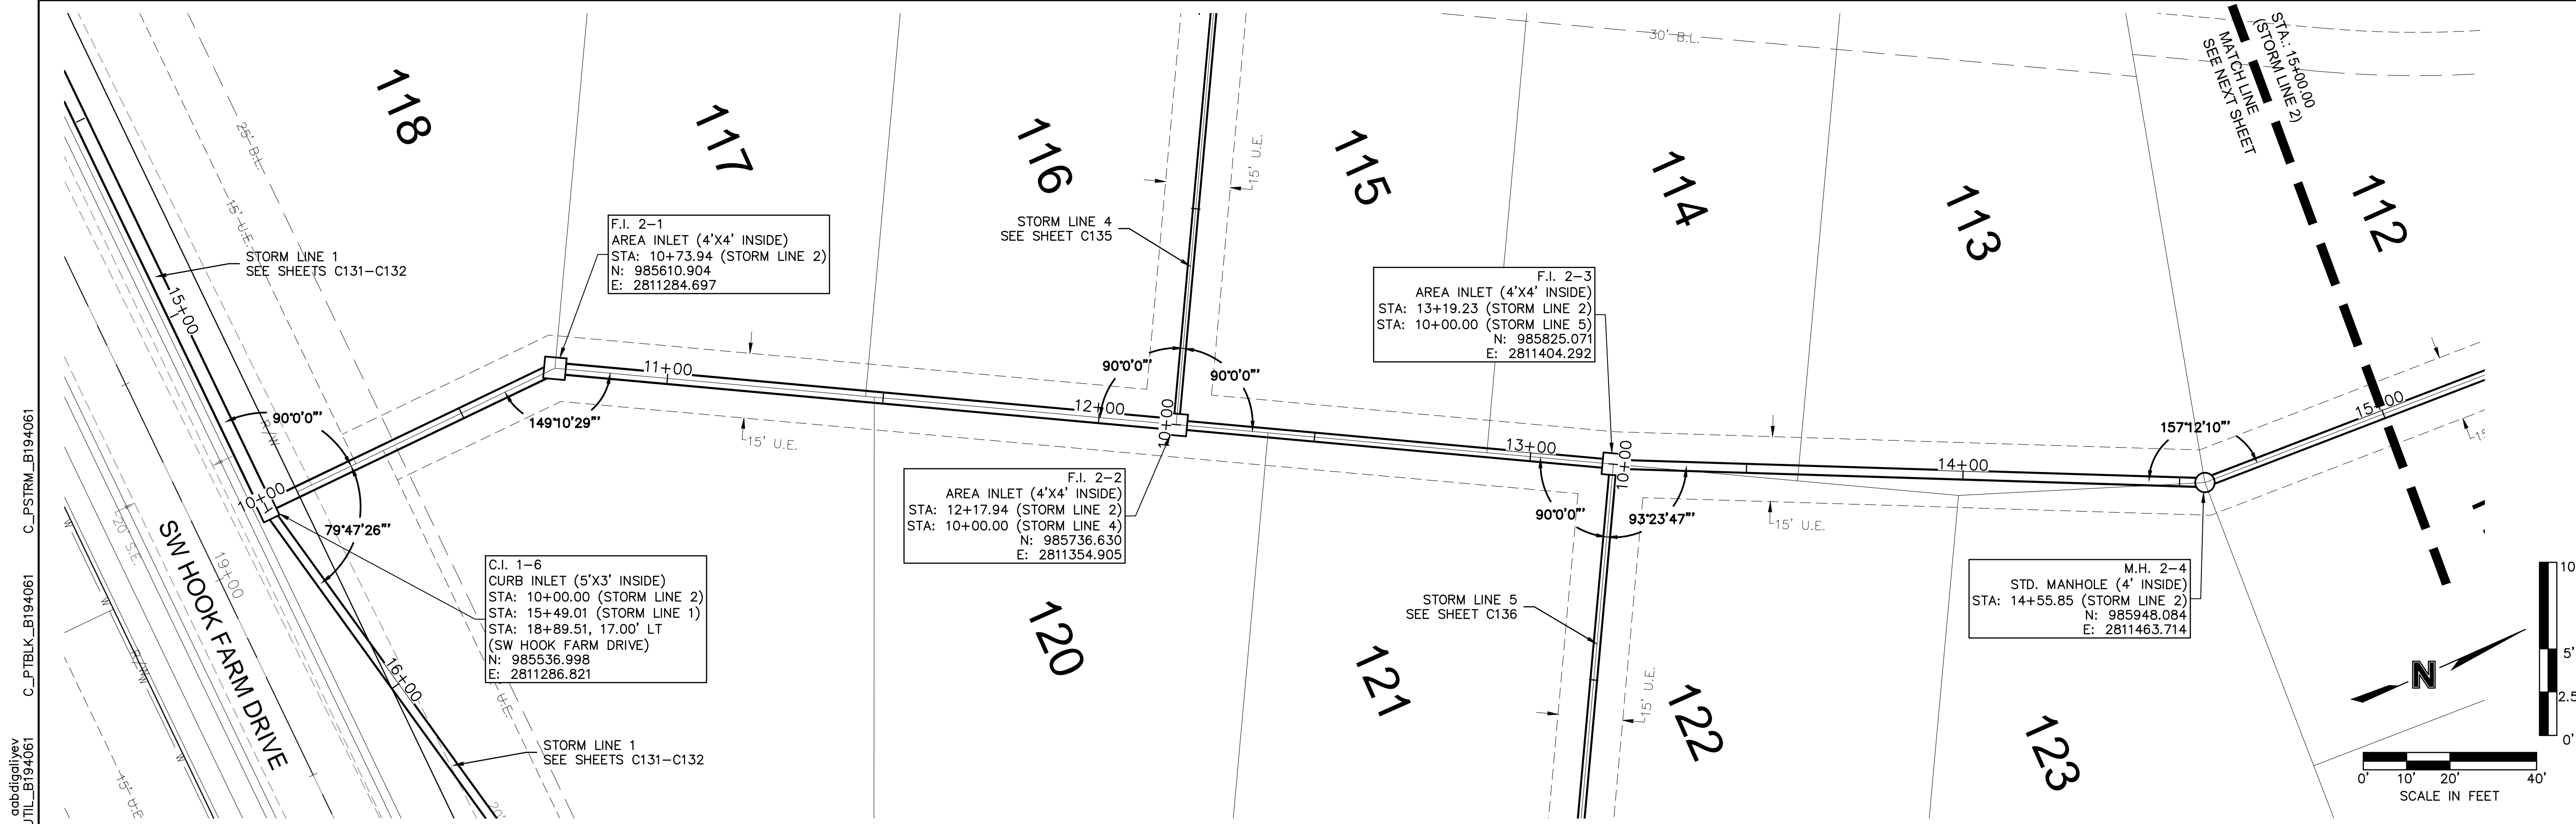 118
117
116
115
114
113
112
120
121
122
123
25' B.L.
15' U.E.
30' B.L.
STA.: 15+00.00
(STORM LINE 2)
MATCH LINE
SEE NEXT SHEET
STORM LINE 1
SEE SHEETS C131-C132
15+00
F.I. 2-1
AREA INLET (4'X4' INSIDE)
STA: 10+73.94 (STORM LINE 2)
N: 985610.904
E: 2811284.697
STORM LINE 4
SEE SHEET C135
15' U.E.
F.I. 2-3
AREA INLET (4'X4' INSIDE)
STA: 13+19.23 (STORM LINE 2)
STA: 10+00.00 (STORM LINE 5)
N: 985825.071
E: 2811404.292
90°0'0"'
149°10'29"'
11+00
12+00
90°0'0"'
90°0'0"'
10+00
13+00
10+00
14+00
157°12'10"'
15+00
R/W
10+00
79°47'26"'
15' U.E.
90°0'0"'
93°23'47"'
15' U.E.
F.I. 2-2
AREA INLET (4'X4' INSIDE)
STA: 12+17.94 (STORM LINE 2)
STA: 10+00.00 (STORM LINE 4)
N: 985736.630
E: 2811354.905
C.I. 1-6
CURB INLET (5'X3' INSIDE)
STA: 10+00.00 (STORM LINE 2)
STA: 15+49.01 (STORM LINE 1)
STA: 18+89.51, 17.00' LT
(SW HOOK FARM DRIVE)
N: 985536.998
E: 2811286.821
M.H. 2-4
STD. MANHOLE (4' INSIDE)
STA: 14+55.85 (STORM LINE 2)
N: 985948.084
E: 2811463.714
STORM LINE 5
SEE SHEET C136
15' U.E.
SW HOOK FARM DRIVE
19+00
20' S.E.
W
W
R/W
W
W
15' U.E.
16+00
U.E.
20'
STORM LINE 1
SEE SHEETS C131-C132
N
10
5'
2.5
0'
0'
10'
20'
40'
SCALE IN FEET
C_PSTRM_B194061
C_PTBLK_B194061
UTIL_B194061
aabdigaliyev